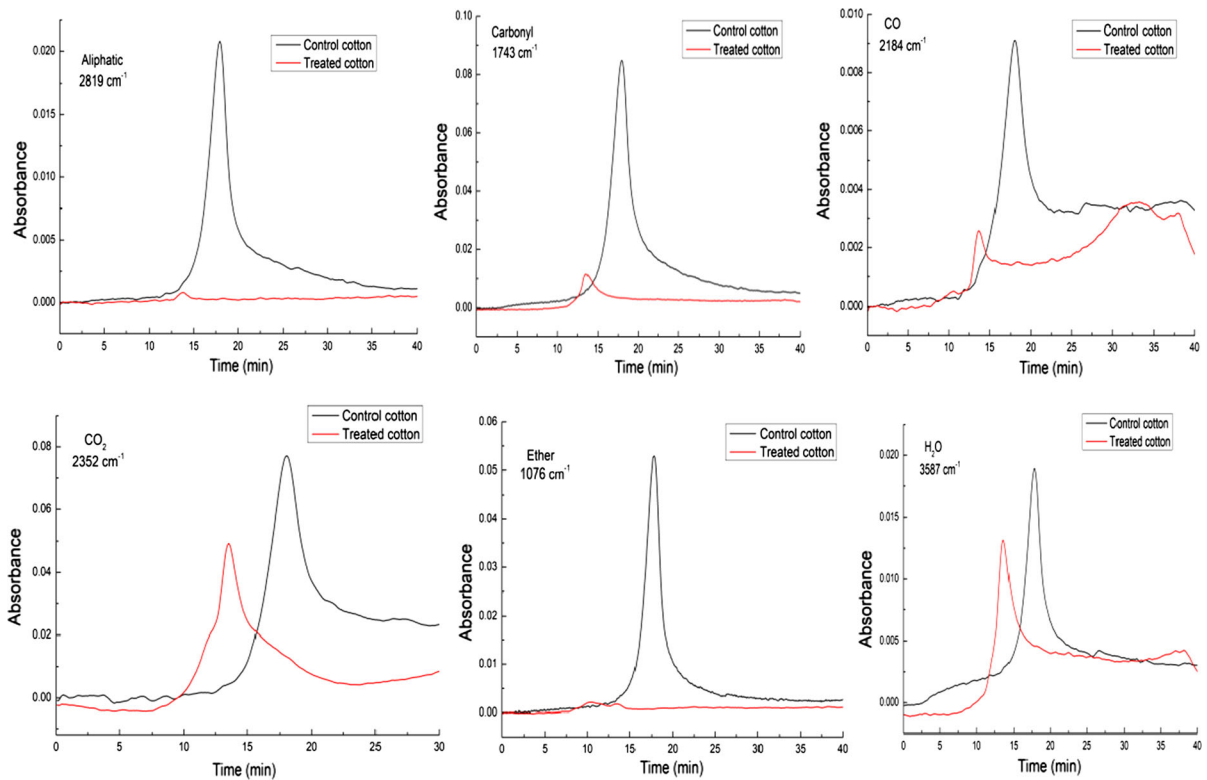 Aliphatic
2819 cm⁻¹
Control cotton
Treated cotton
0.020
0.015
0.010
0.005
0.000
Absorbance
0 5 10 15 20 25 30 35 40
Time (min)
Carbonyl
1743 cm⁻¹
Control cotton
Treated cotton
0.10
0.08
0.06
0.04
0.02
0.00
Absorbance
0 5 10 15 20 25 30 35 40
Time (min)
CO
2184 cm⁻¹
Control cotton
Treated cotton
0.010
0.008
0.006
0.004
0.002
0.000
Absorbance
0 5 10 15 20 25 30 35 40
Time (min)
CO₂
2352 cm⁻¹
Control cotton
Treated cotton
0.08
0.06
0.04
0.02
0.00
Absorbance
0 5 10 15 20 25 30
Time (min)
Ether
1076 cm⁻¹
Control cotton
Treated cotton
0.06
0.05
0.04
0.03
0.02
0.01
0.00
Absorbance
0 5 10 15 20 25 30 35 40
Time (min)
H₂O
3587 cm⁻¹
Control cotton
Treated cotton
0.020
0.015
0.010
0.005
0.000
Absorbance
0 5 10 15 20 25 30 35 40
Time (min)